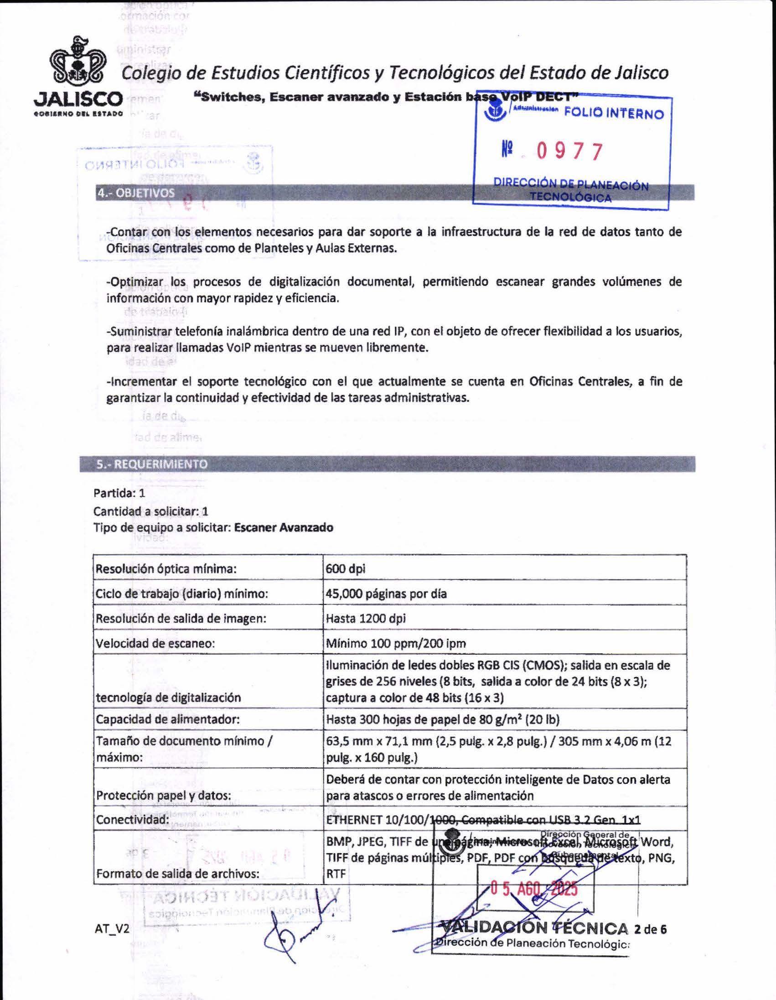 JALISCO
GOBIERNO DEL ESTADO
Colegio de Estudios Científicos y Tecnológicos del Estado de Jalisco
“Switches, Escaner avanzado y Estación base VoIP DECT”
Administración FOLIO INTERNO
Nº 0977
DIRECCIÓN DE PLANEACIÓN
TECNOLÓGICA
4.- OBJETIVOS
-Contar con los elementos necesarios para dar soporte a la infraestructura de la red de datos tanto de
Oficinas Centrales como de Planteles y Aulas Externas.
-Optimizar los procesos de digitalización documental, permitiendo escanear grandes volúmenes de
información con mayor rapidez y eficiencia.
-Suministrar telefonía inalámbrica dentro de una red IP, con el objeto de ofrecer flexibilidad a los usuarios,
para realizar llamadas VoIP mientras se mueven libremente.
-Incrementar el soporte tecnológico con el que actualmente se cuenta en Oficinas Centrales, a fin de
garantizar la continuidad y efectividad de las tareas administrativas.
5.- REQUERIMIENTO
Partida: 1
Cantidad a solicitar: 1
Tipo de equipo a solicitar: Escaner Avanzado
Resolución óptica mínima: 600 dpi
Ciclo de trabajo (diario) mínimo: 45,000 páginas por día
Resolución de salida de imagen: Hasta 1200 dpi
Velocidad de escaneo: Mínimo 100 ppm/200 ipm
Iluminación de ledes dobles RGB CIS (CMOS); salida en escala de
grises de 256 niveles (8 bits, salida a color de 24 bits (8 x 3);
tecnología de digitalización captura a color de 48 bits (16 x 3)
Capacidad de alimentador: Hasta 300 hojas de papel de 80 g/m² (20 lb)
Tamaño de documento mínimo / 63,5 mm x 71,1 mm (2,5 pulg. x 2,8 pulg.) / 305 mm x 4,06 m (12
máximo: pulg. x 160 pulg.)
Deberá de contar con protección inteligente de Datos con alerta
Protección papel y datos: para atascos o errores de alimentación
Conectividad: ETHERNET 10/100/1000, Compatible con USB 3.2 Gen 1x1
BMP, JPEG, TIFF de una página, Microsoft Excel, Microsoft Word,
TIFF de páginas múltiples, PDF, PDF con búsqueda de texto, PNG,
Formato de salida de archivos: RTF
Dirección General de
Innovación Tecnológica
Gubernamental
05 AGO. 2025
VALIDACIÓN TÉCNICA
Dirección de Planeación Tecnológic
AT_V2
2 de 6